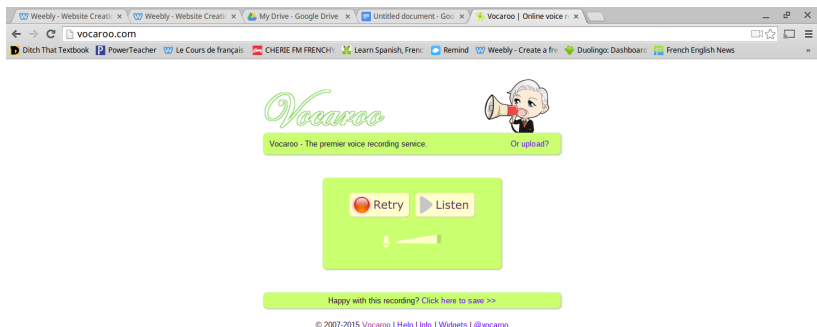 Weebly - Website Creatio
Weebly - Website Creatio
My Drive - Google Drive
Untitled document - Goo
Vocaroo | Online voice r
vocaroo.com
Ditch That Textbook PowerTeacher Le Cours de français CHERIE FM FRENCH Learn Spanish, Frenc Remind Weebly - Create a fre Duolingo: Dashboard French English News »
Vocaroo
Vocaroo - The premier voice recording service. Or upload?
Retry Listen
Happy with this recording? Click here to save >>
© 2007-2015 Vocaroo | Help | Info | Widgets | @vocaroo